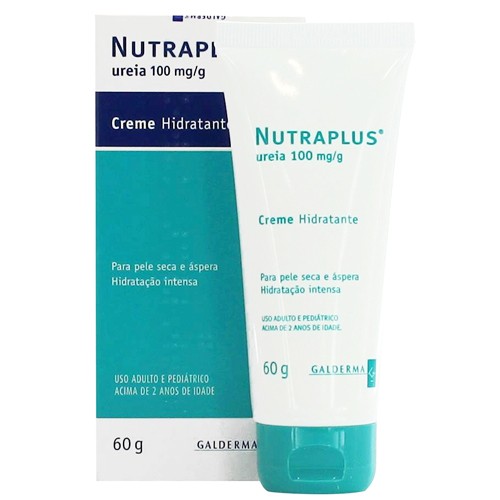 GALDERMA
NUTRAPL
ureia 100 mg/g
Creme Hidratante
Para pele seca e áspera
Hidratação intensa
USO ADULTO E PEDIÁTRICO
ACIMA DE 2 ANOS DE IDADE
60 g
GALDERMA
NUTRAPLUS®
ureia 100 mg/g
Creme Hidratante
Para pele seca e áspera
Hidratação intensa
USO ADULTO E PEDIÁTRICO
ACIMA DE 2 ANOS DE IDADE.
60 g
GALDERMA